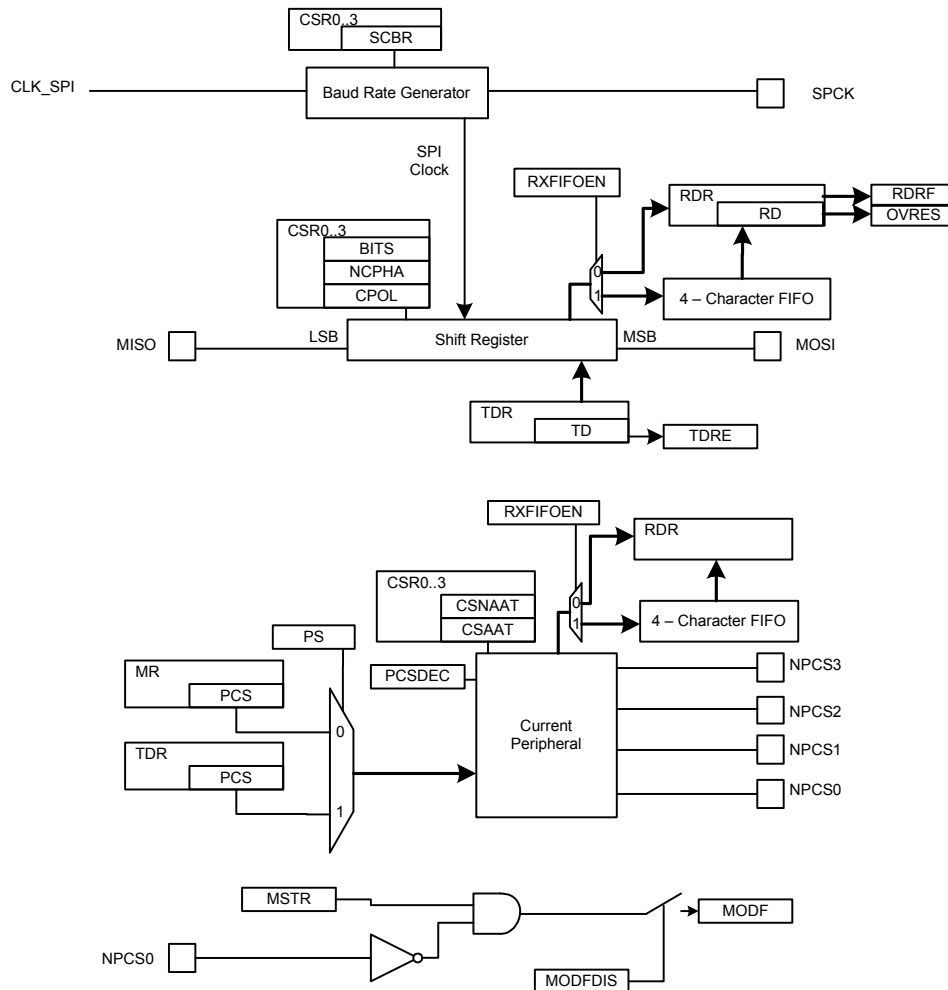 CSR0..3
SCBR
CLK_SPI
Baud Rate Generator
SPCK
SPI
Clock
RXFIFOEN
RDR
RD
RDRF
OVRES
CSR0..3
BITS
NCPHA
CPOL
0
1
4 – Character FIFO
MISO
LSB
Shift Register
MSB
MOSI
TDR
TD
TDRE
RXFIFOEN
RDR
CSR0..3
CSNAAT
CSAAT
0
1
4 – Character FIFO
PS
MR
PCS
PCSDEC
NPCS3
0
NPCS2
Current
Peripheral
TDR
PCS
NPCS1
1
NPCS0
MSTR
MODF
NPCS0
MODFDIS